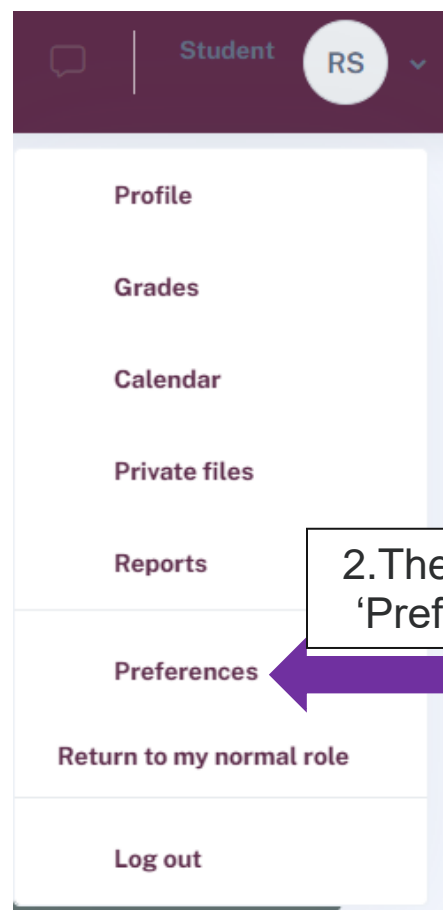 Student
RS
Profile
Grades
Calendar
Private files
Reports
2.The
‘Pref
Preferences
Return to my normal role
Log out